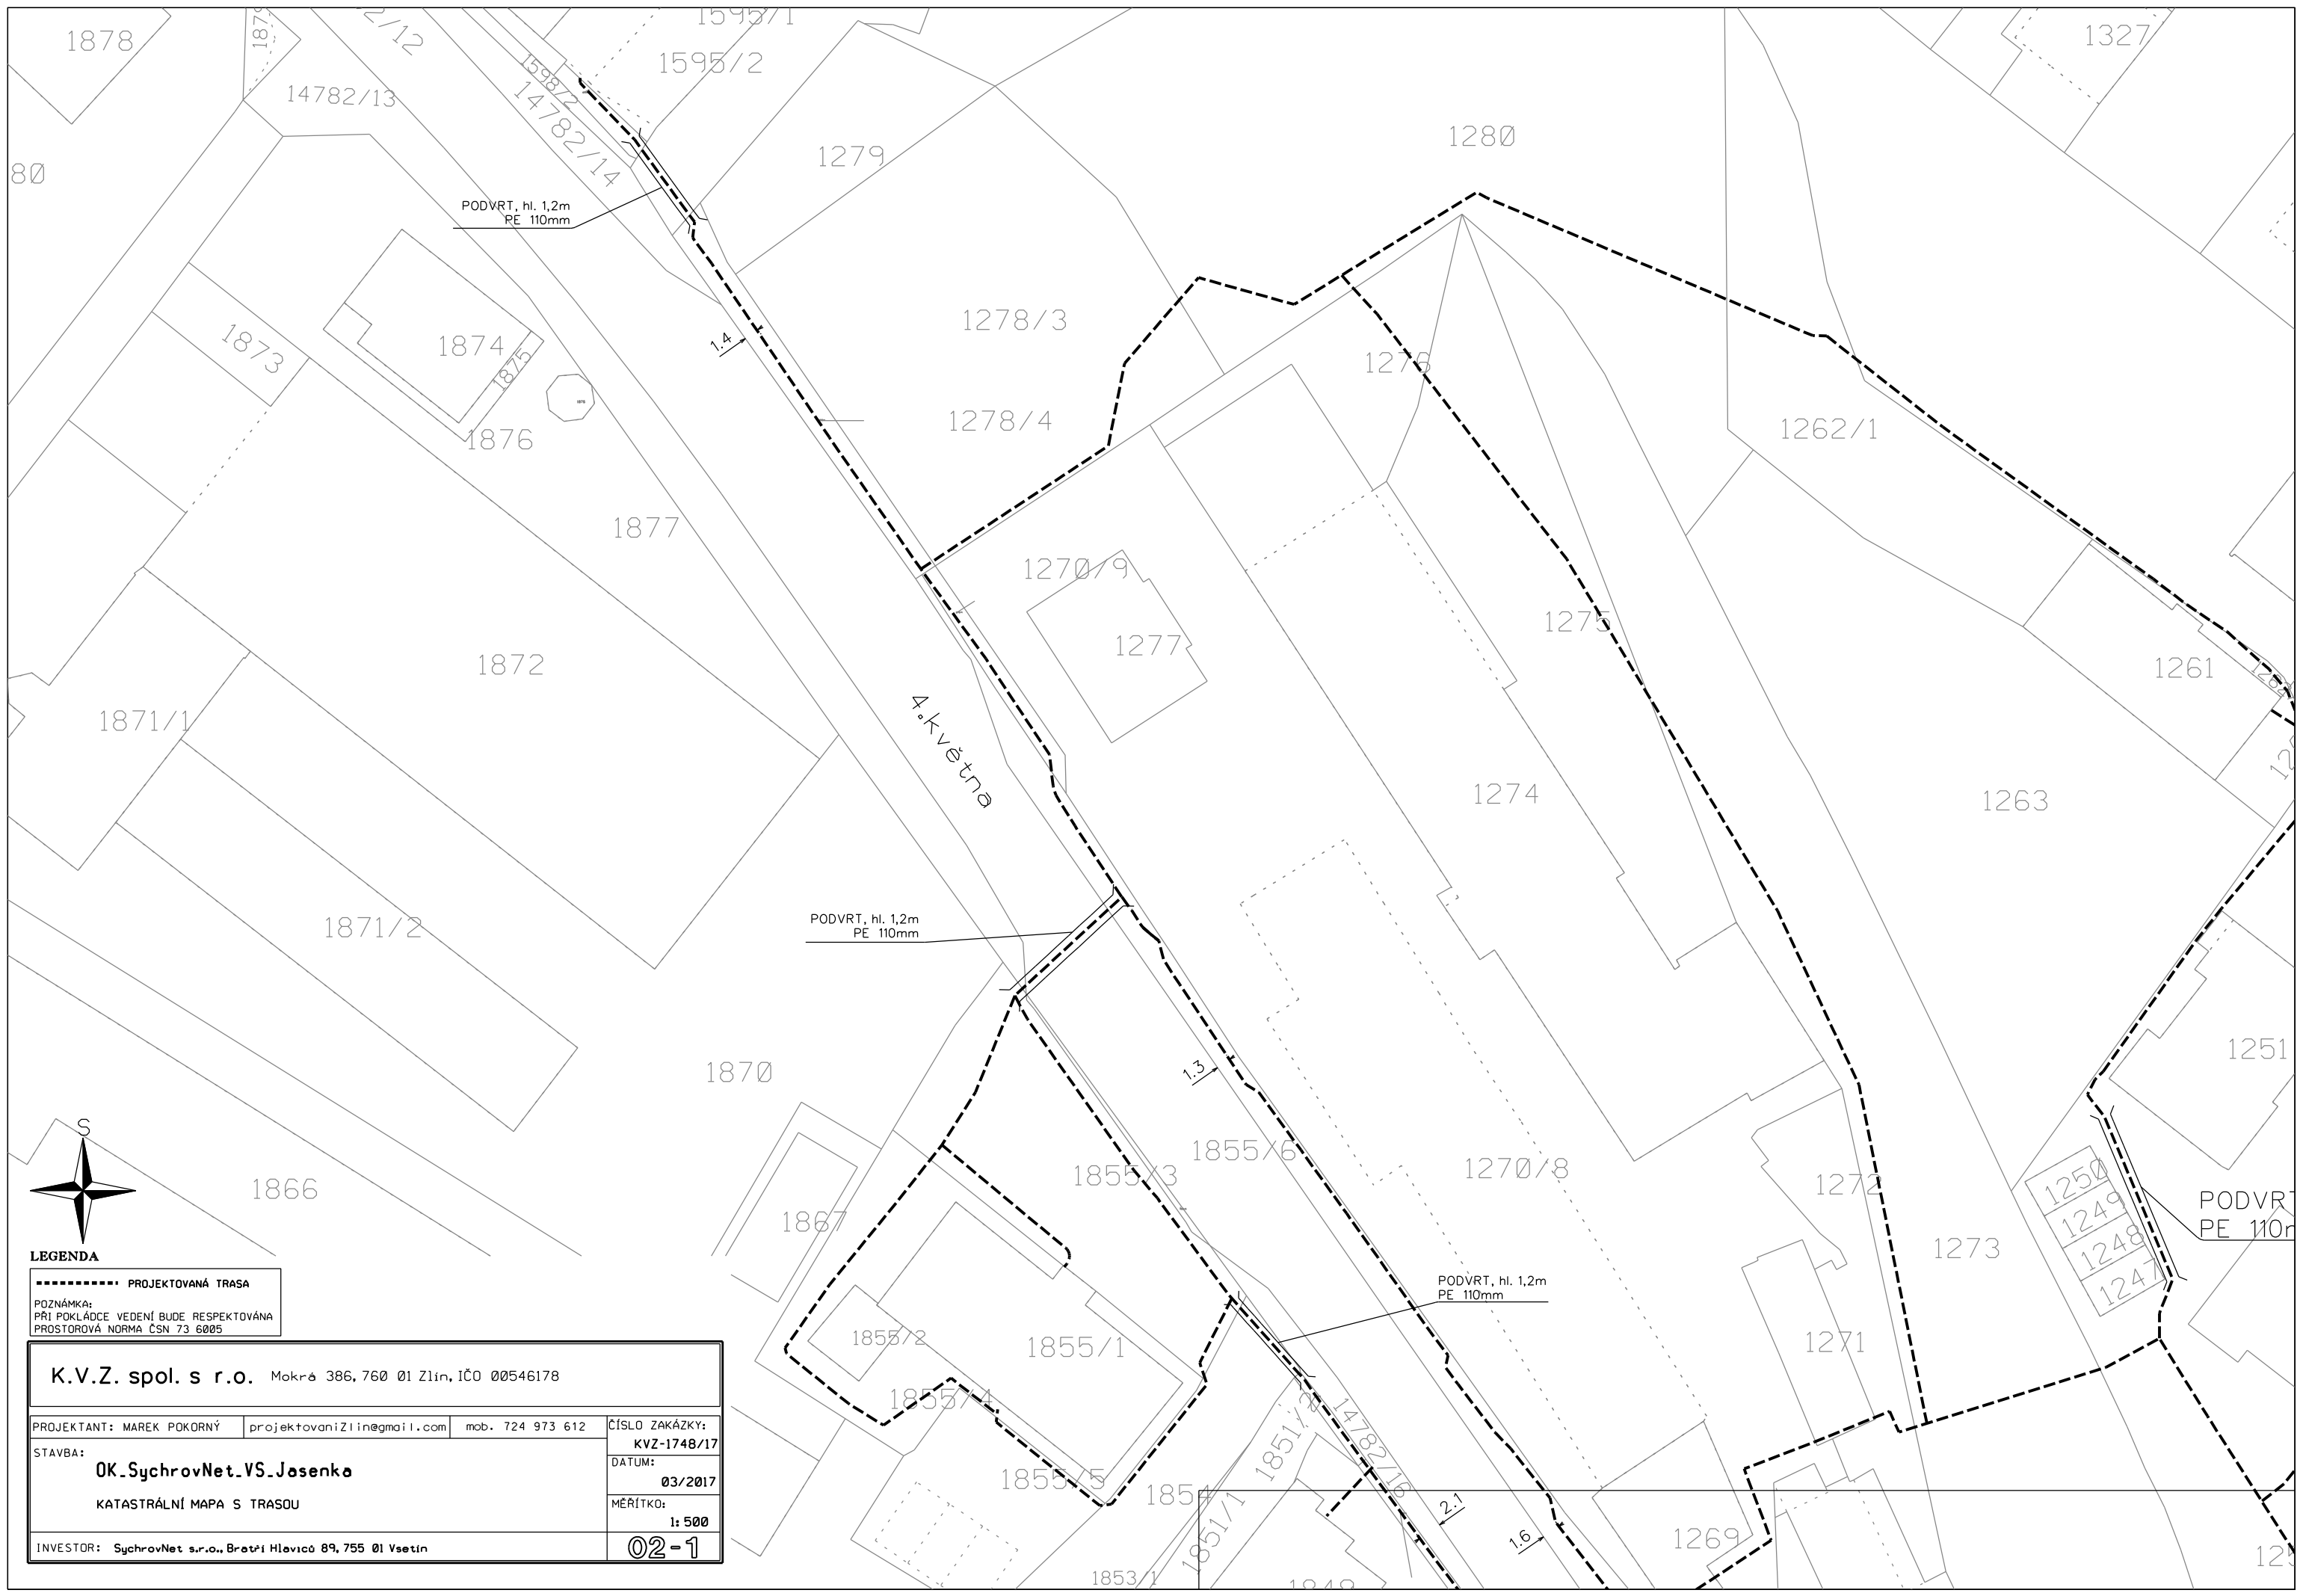 1878
1595/1
1595/2
1598/2
14782/13
14782/14
1327
1280
1279
80
PODVRT, hl. 1,2m
PE 110mm
1278/3
1873
1874
1875
1.4
1276
1278/4
1262/1
1876
1877
1270/9
1275
1277
1872
1261
1871/1
4.května
1274
1263
1871/2
PODVRT, hl. 1,2m
PE 110mm
1870
1.3
1251
1855/6
1855/3
1270/8
1272
1250
1249
1248
1247
PODVRT
PE 110m
S
1866
1867
1273
LEGENDA
PROJEKTOVANÁ TRASA
POZNÁMKA:
PŘI POKLÁDCE VEDENÍ BUDE RESPEKTOVÁNA
PROSTOROVÁ NORMA ČSN 73 6005
PODVRT, hl. 1,2m
PE 110mm
1855/2
1855/1
1271
1855/4
14782/16
1851/2
1855/5
1854
1851/1
2.1
1.6
1269
1853/1
1848
K.V.Z. spol. s r.o. Mokrá 386, 760 01 Zlín, IČO 00546178
PROJEKTANT: MAREK POKORNÝ projektovaniZlin@gmail.com mob. 724 973 612 ČÍSLO ZAKÁZKY:
KVZ-1748/17
STAVBA:
OK_SychrovNet_VS_Jasenka
DATUM:
03/2017
KATASTRÁLNÍ MAPA S TRASOU
MĚŘÍTKO:
1: 500
INVESTOR: SychrovNet s.r.o., Bratří Hlaviců 89, 755 01 Vsetín
02-1